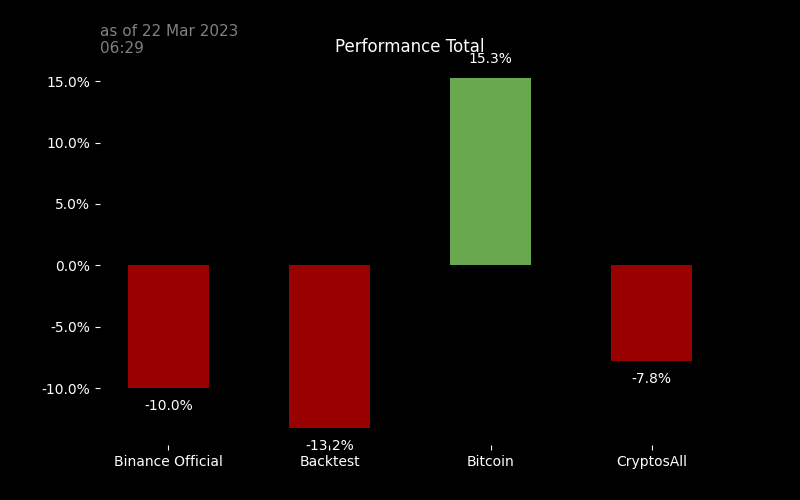 as of 22 Mar 2023
06:29
Performance Total
15.3%
15.0%
10.0%
5.0%
0.0%
-5.0%
-10.0%
-10.0%
-13.2%
-7.8%
Binance Official
Backtest
Bitcoin
CryptosAll